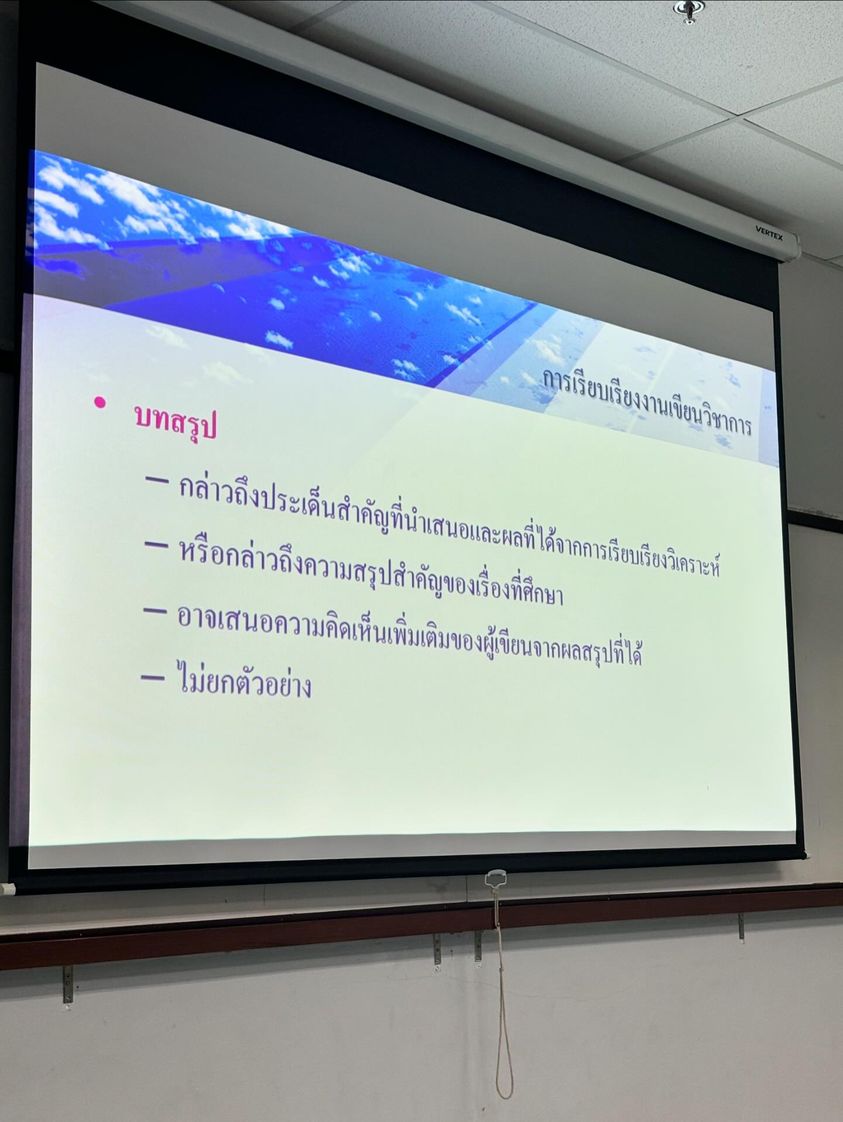 VERTEX
การเรียบเรียงงานเขียนวิชาการ
• บทสรุป
– กล่าวถึงประเด็นสำคัญที่นำเสนอและผลที่ได้จากการเรียบเรียงวิเคราะห์
– หรือกล่าวถึงความสรุปสำคัญของเรื่องที่ศึกษา
– อาจเสนอความคิดเห็นเพิ่มเติมของผู้เขียนจากผลสรุปที่ได้
– ไม่ยกตัวอย่าง